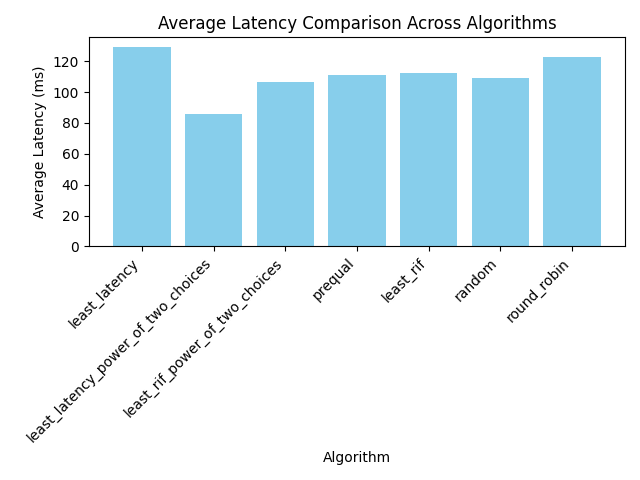 Average Latency Comparison Across Algorithms
Average Latency (ms)
120
100
80
60
40
20
0
least_latency
least_latency_power_of_two_choices
least_rif_power_of_two_choices
prequal
least_rif
random
round_robin
Algorithm